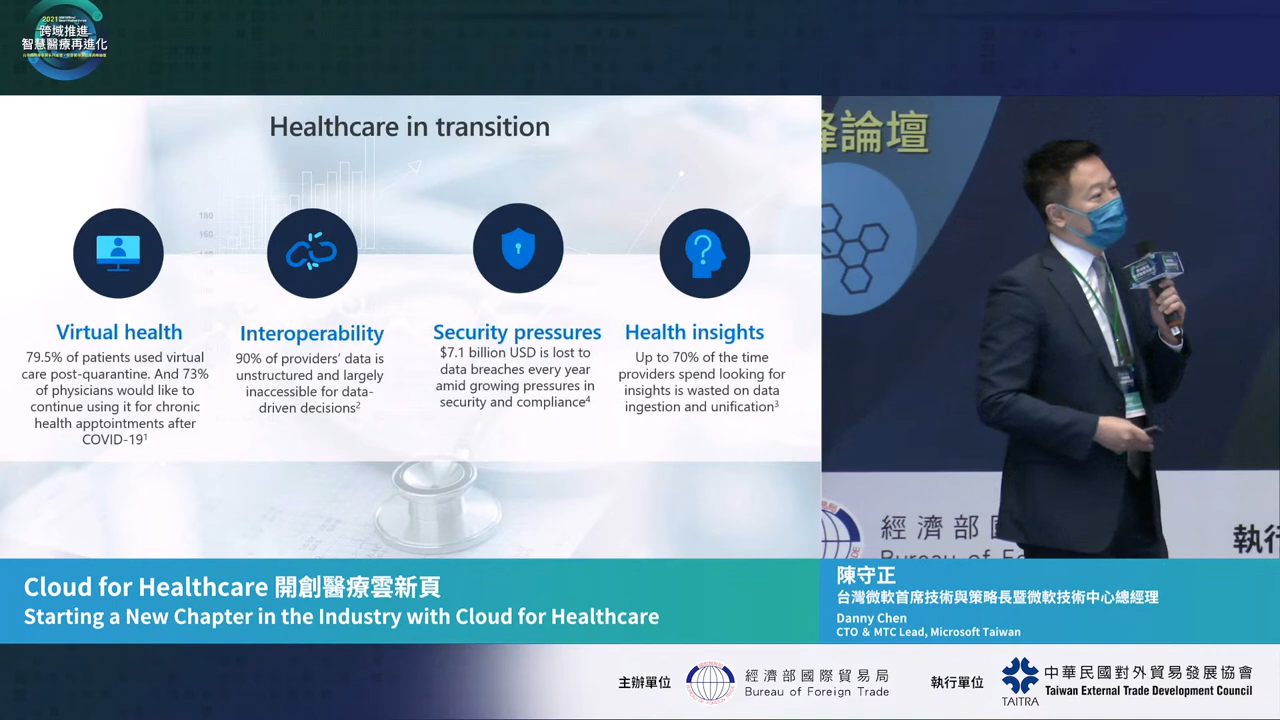 2021
跨域推進
智慧醫療再進化
Healthcare in transition
180
160
Virtual health
79.5% of patients used virtual
care post-quarantine. And 73%
of physicians would like to
continue using it for chronic
health apptointments after
COVID-19¹
Interoperability
90% of providers’ data is
unstructured and largely
inaccessible for data-
driven decisions²
Security pressures
$7.1 billion USD is lost to
data breaches every year
amid growing pressures in
security and compliance⁴
Health insights
Up to 70% of the time
providers spend looking for
insights is wasted on data
ingestion and unification³
峰論壇
經濟部國
Bureau of Fo
執行
Cloud for Healthcare 開創醫療雲新頁
Starting a New Chapter in the Industry with Cloud for Healthcare
陳守正
台灣微軟首席技術與策略長暨微軟技術中心總經理
Danny Chen
CTO & MTC Lead, Microsoft Taiwan
主辦單位
經濟部國際貿易局
Bureau of Foreign Trade
執行單位
TAITRA
中華民國對外貿易發展協會
Taiwan External Trade Development Council